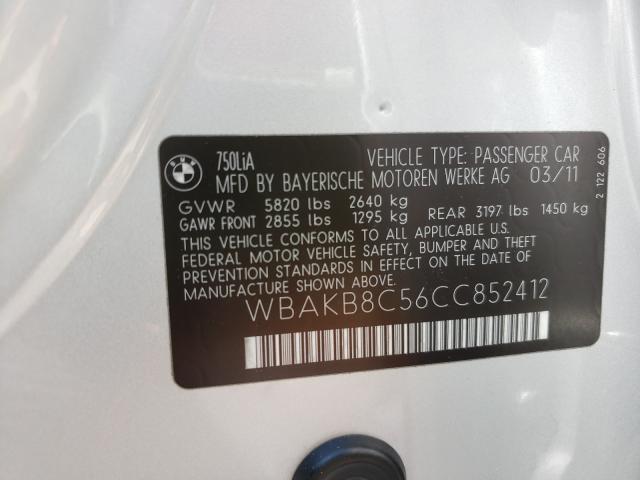 BMW
750LiA
VEHICLE TYPE: PASSENGER CAR
MFD BY BAYERISCHE MOTOREN WERKE AG 03/11
GVWR 5820 lbs 2640 kg
GAWR FRONT 2855 lbs 1295 kg REAR 3197 lbs 1450 kg
THIS VEHICLE CONFORMS TO ALL APPLICABLE U.S.
FEDERAL MOTOR VEHICLE SAFETY, BUMPER AND THEFT
PREVENTION STANDARDS IN EFFECT ON THE DATE OF
MANUFACTURE SHOWN ABOVE.
WBAKB8C56CC852412
2 122 606